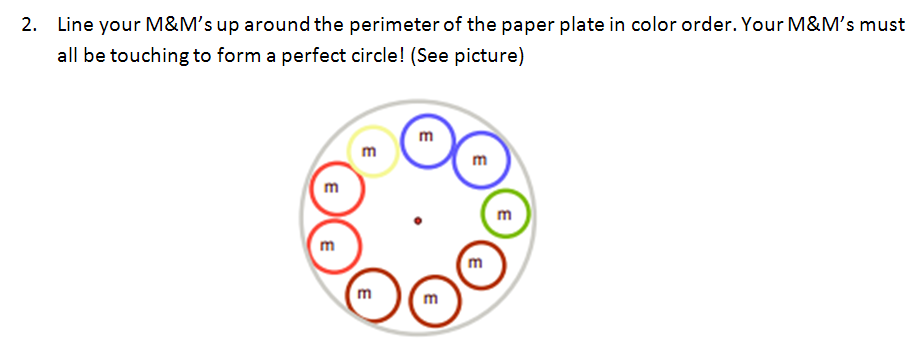 2. Line your M&M's up around the perimeter of the paper plate in color order. Your M&M's must
all be touching to form a perfect circle! (See picture)
m
m
m
m
m
m
m
m
m